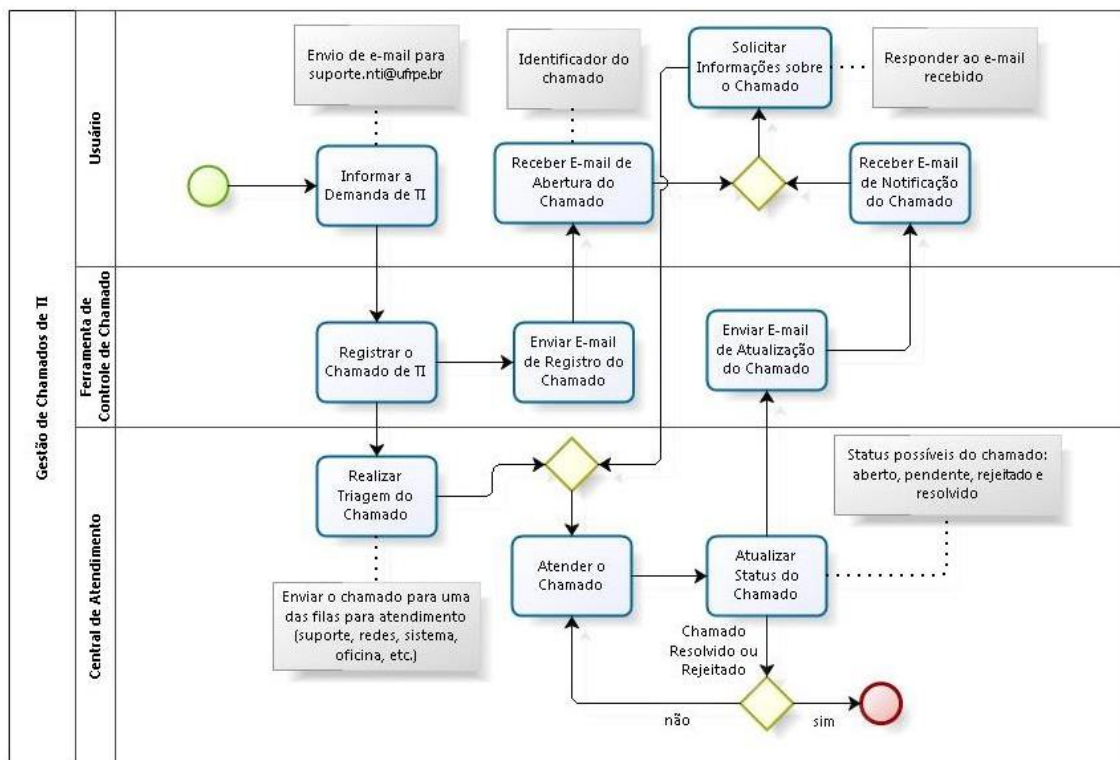 Gestão de Chamados de TI
Usuário
Envio de e-mail para
suporte.nti@ufrpe.br
Informar a
Demanda de TI
Identificador do
chamado
Receber E-mail de
Abertura do
Chamado
Solicitar
Informações sobre
o Chamado
Responder ao e-mail
recebido
Receber E-mail
de Notificação
do Chamado
Ferramenta de
Controle de Chamado
Registrar o
Chamado de TI
Enviar E-mail
de Registro do
Chamado
Enviar E-mail
de Atualização
do Chamado
Central de Atendimento
Realizar
Triagem do
Chamado
Enviar o chamado para uma
das filas para atendimento
(suporte, redes, sistema,
oficina, etc.)
Atender o
Chamado
Atualizar
Status do
Chamado
Status possíveis do chamado:
aberto, pendente, rejeitado e
resolvido
Chamado
Resolvido ou
Rejeitado
não
sim